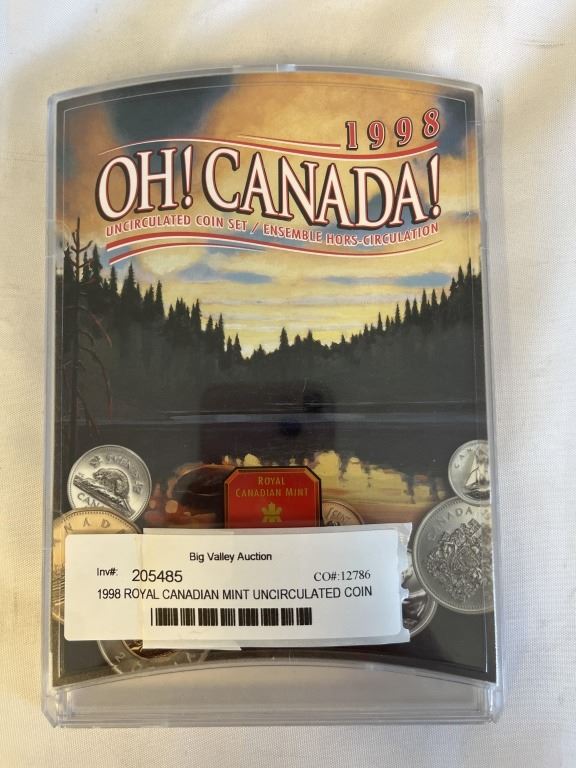 1998
OH! CANADA!
UNCIRCULATED COIN SET / ENSEMBLE HORS-CIRCULATION
ROYAL
CANADIAN MINT
CANADA
Big Valley Auction
Inv#: 205485 CO#:12786
1998 ROYAL CANADIAN MINT UNCIRCULATED COIN